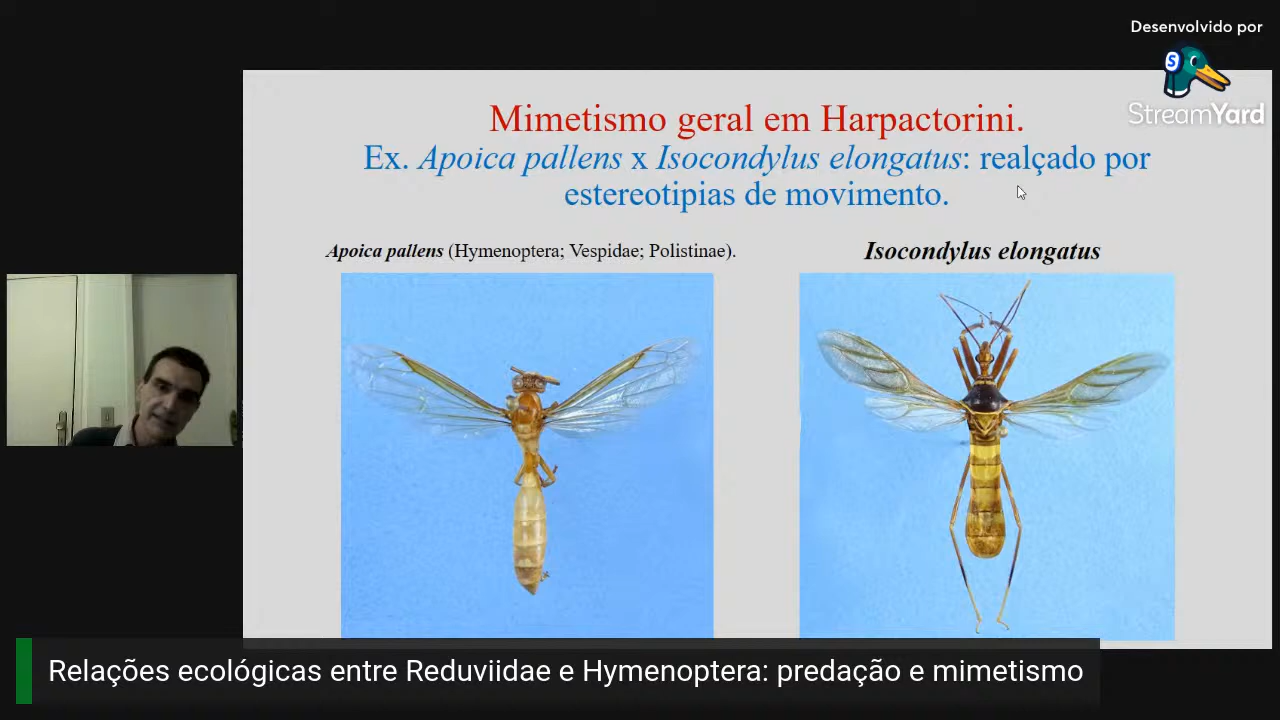 Desenvolvido por
S
StreamYard
Mimetismo geral em Harpactorini.
Ex. Apoica pallens x Isocondylus elongatus: realçado por
estereotipias de movimento.
Apoica pallens (Hymenoptera; Vespidae; Polistinae).
Isocondylus elongatus
Relações ecológicas entre Reduviidae e Hymenoptera: predação e mimetismo